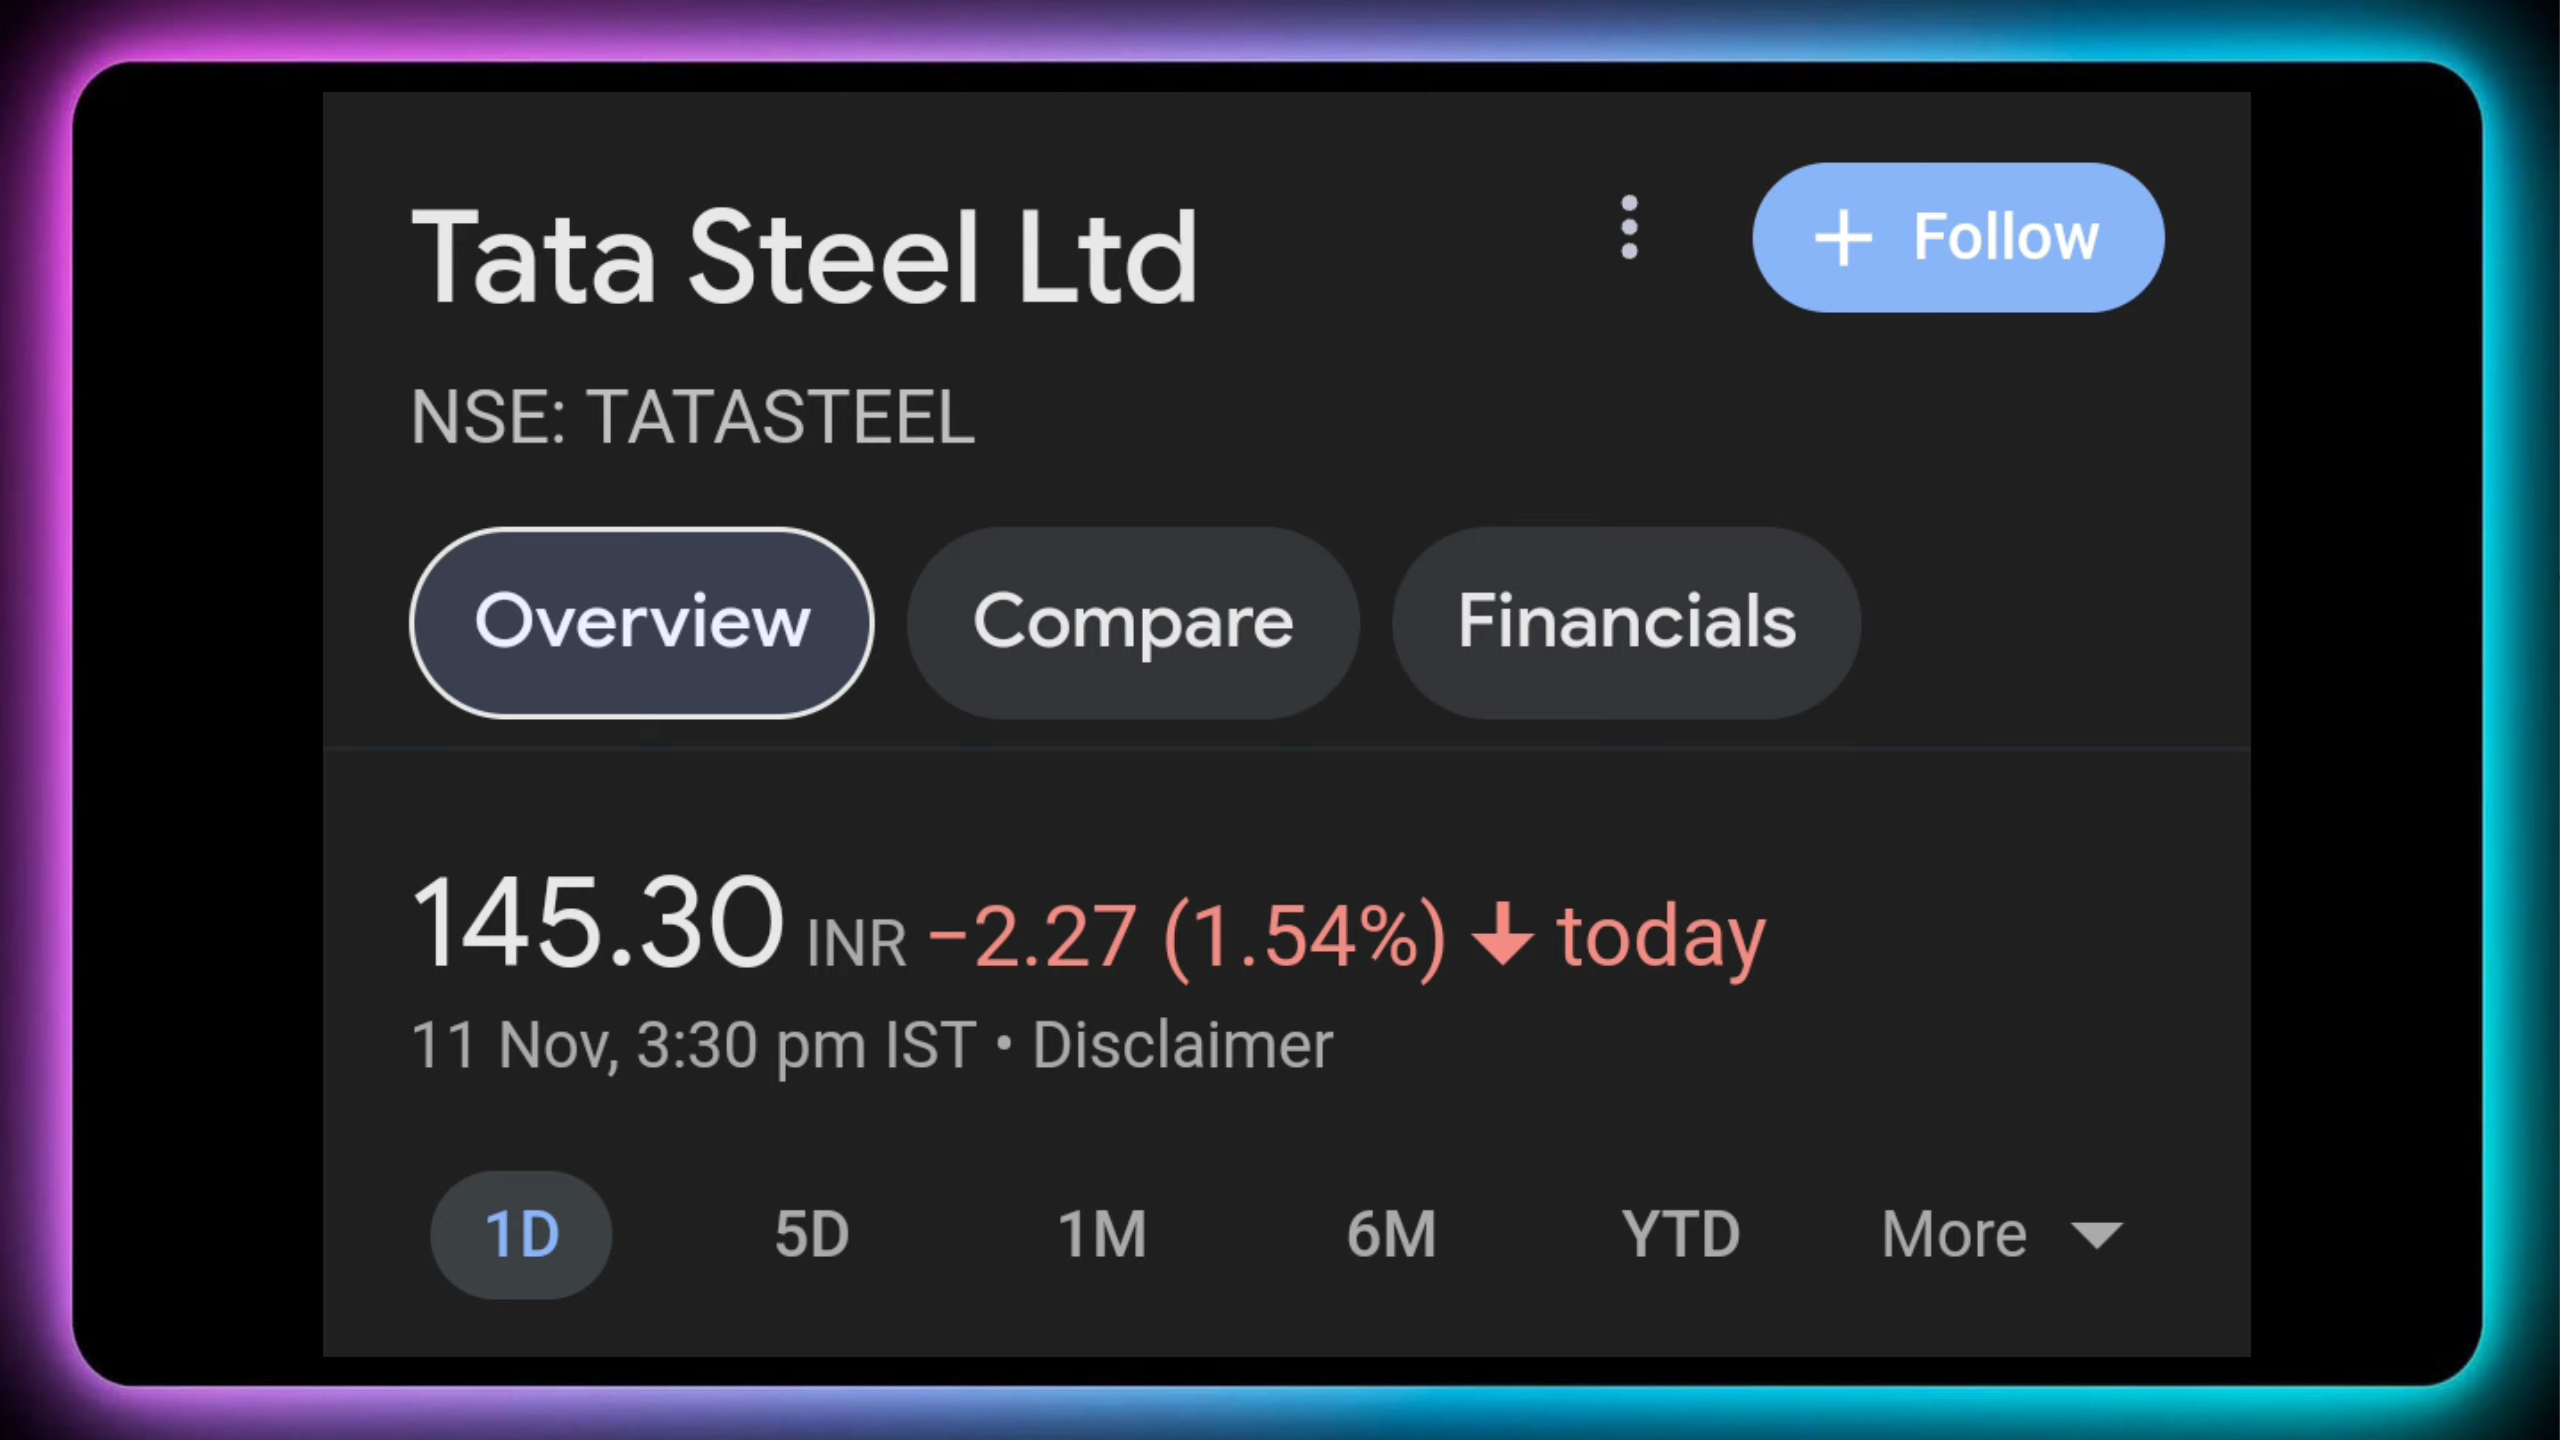 Tata Steel Ltd
+ Follow
NSE: TATASTEEL
Overview Compare Financials
145.30 INR −2.27 (1.54%) ↓ today
11 Nov, 3:30 pm IST • Disclaimer
1D 5D 1M 6M YTD More